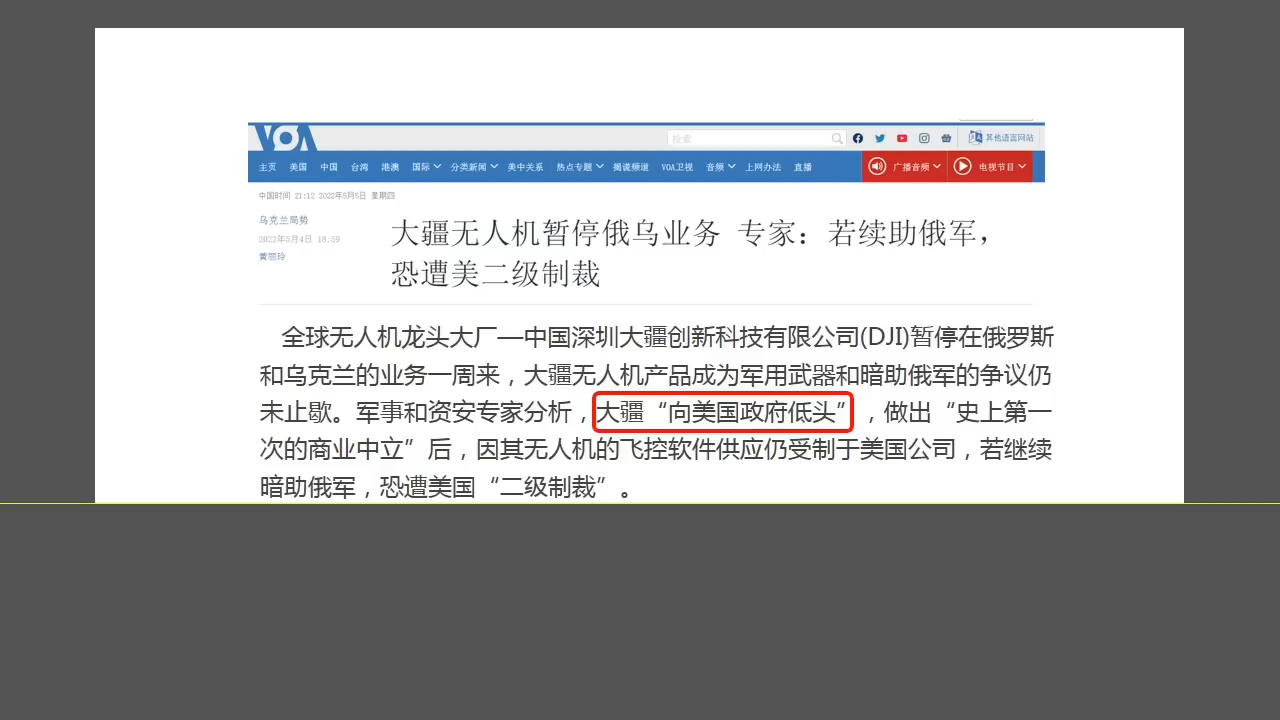 VOA
检索
其他语言网站
主页 美国 中国 台湾 港澳 国际 分类新闻 美中关系 热点专题 揭谎频道 VOA卫视 音频 上网办法 直播 广播音频 电视节目
中国时间 21:12 2022年5月5日 星期四
乌克兰局势
2022年5月4日 18:59
黄丽玲
大疆无人机暂停俄乌业务 专家：若续助俄军，
恐遭美二级制裁
全球无人机龙头大厂—中国深圳大疆创新科技有限公司(DJI)暂停在俄罗斯
和乌克兰的业务一周来，大疆无人机产品成为军用武器和暗助俄军的争议仍
未止歇。军事和资安专家分析，大疆“向美国政府低头”，做出“史上第一
次的商业中立”后，因其无人机的飞控软件供应仍受制于美国公司，若继续
暗助俄军，恐遭美国“二级制裁”。